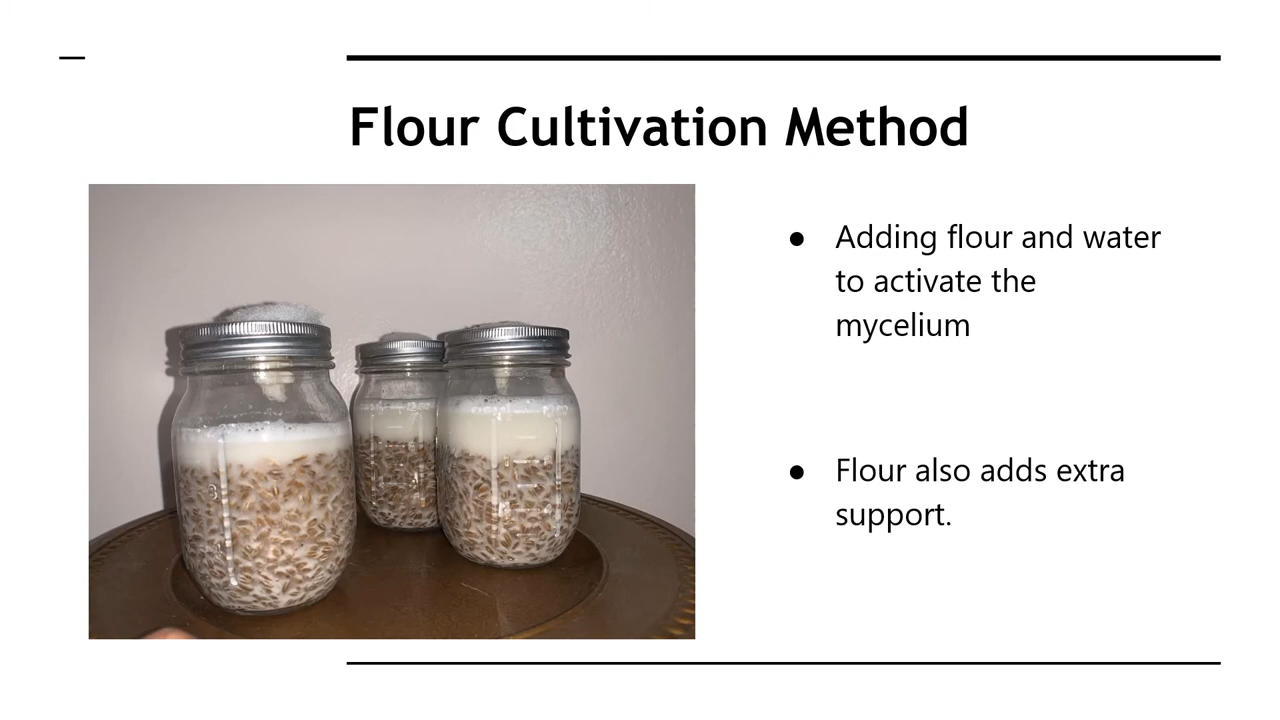 Flour Cultivation Method
● Adding flour and water
to activate the
mycelium
● Flour also adds extra
support.